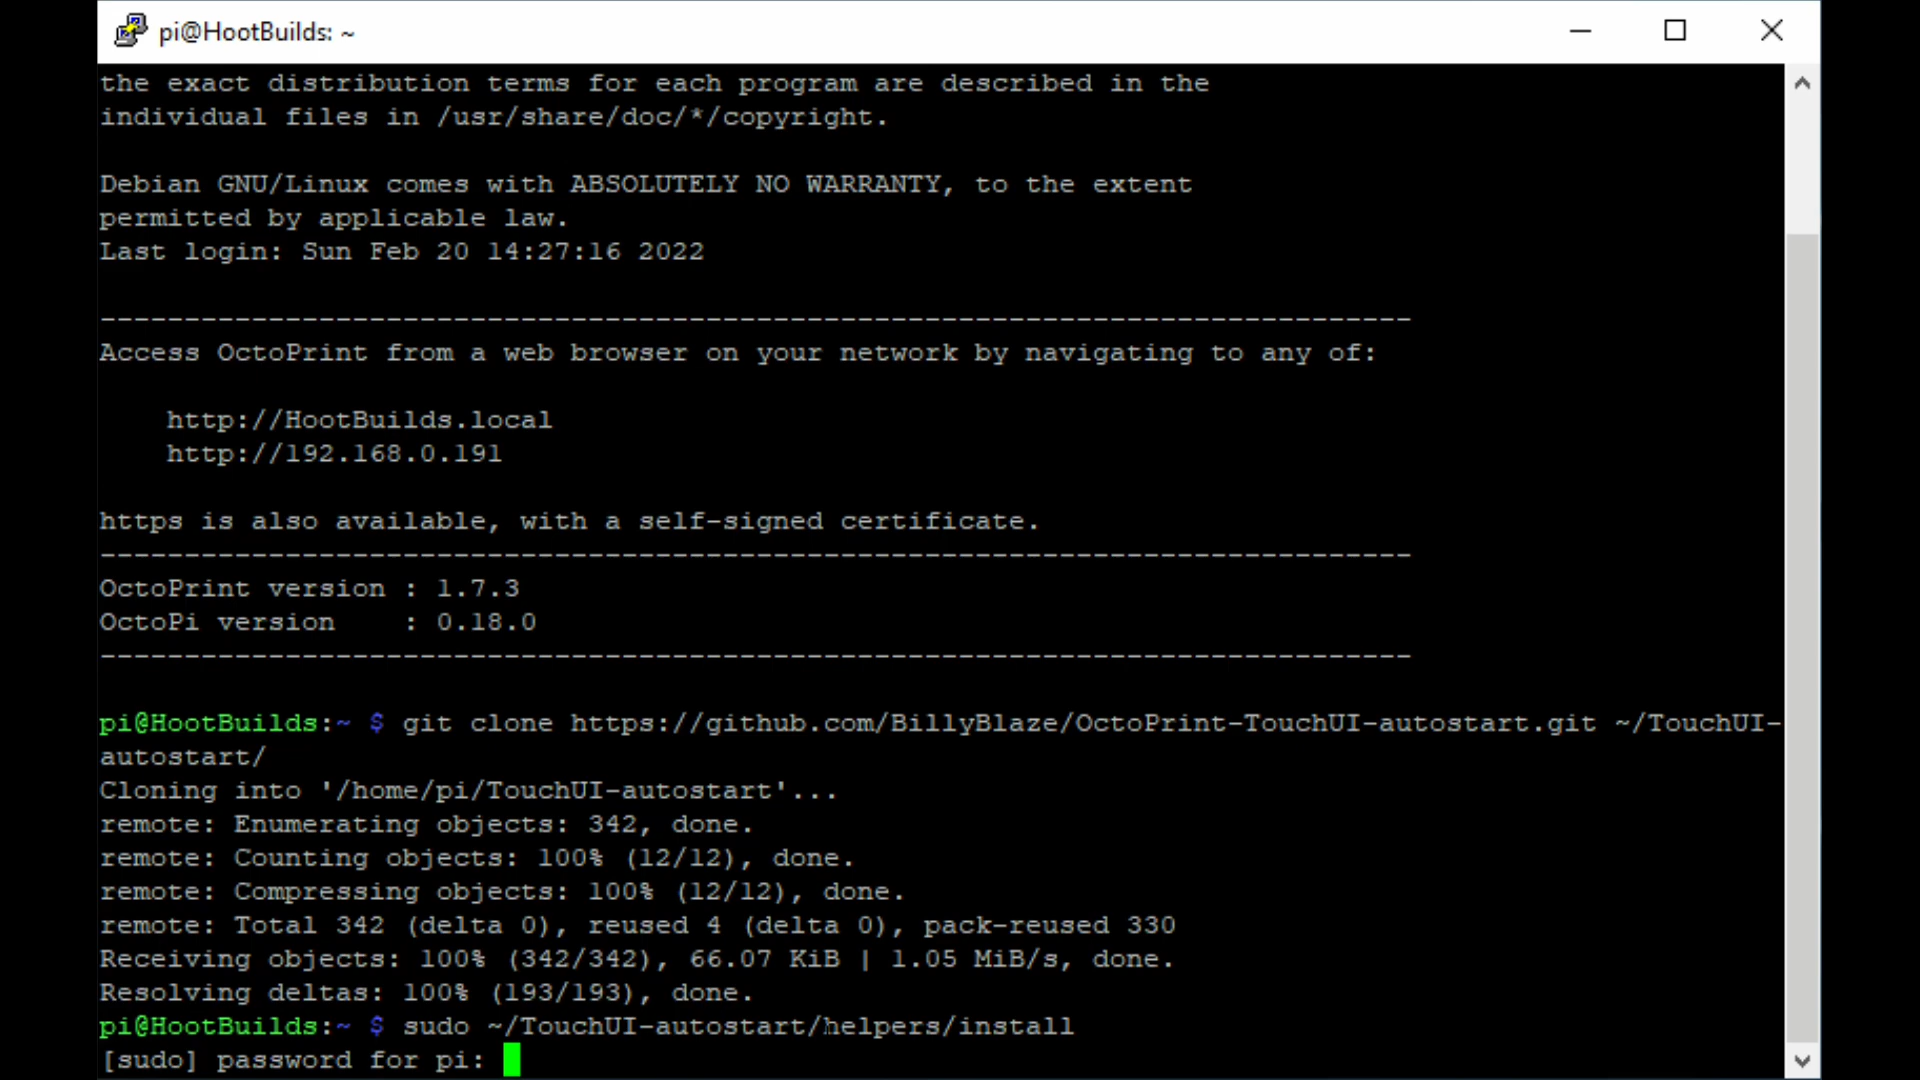 pi@HootBuilds: ~
the exact distribution terms for each program are described in the
individual files in /usr/share/doc/*/copyright.
Debian GNU/Linux comes with ABSOLUTELY NO WARRANTY, to the extent
permitted by applicable law.
Last login: Sun Feb 20 14:27:16 2022
------------------------------------------------------------------------------
Access OctoPrint from a web browser on your network by navigating to any of:
http://HootBuilds.local
http://192.168.0.191
https is also available, with a self-signed certificate.
------------------------------------------------------------------------------
OctoPrint version : 1.7.3
OctoPi version    : 0.18.0
------------------------------------------------------------------------------
pi@HootBuilds:~ $ git clone https://github.com/BillyBlaze/OctoPrint-TouchUI-autostart.git ~/TouchUI-
autostart/
Cloning into '/home/pi/TouchUI-autostart'...
remote: Enumerating objects: 342, done.
remote: Counting objects: 100% (12/12), done.
remote: Compressing objects: 100% (12/12), done.
remote: Total 342 (delta 0), reused 4 (delta 0), pack-reused 330
Receiving objects: 100% (342/342), 66.07 KiB | 1.05 MiB/s, done.
Resolving deltas: 100% (193/193), done.
pi@HootBuilds:~ $ sudo ~/TouchUI-autostart/helpers/install
[sudo] password for pi: